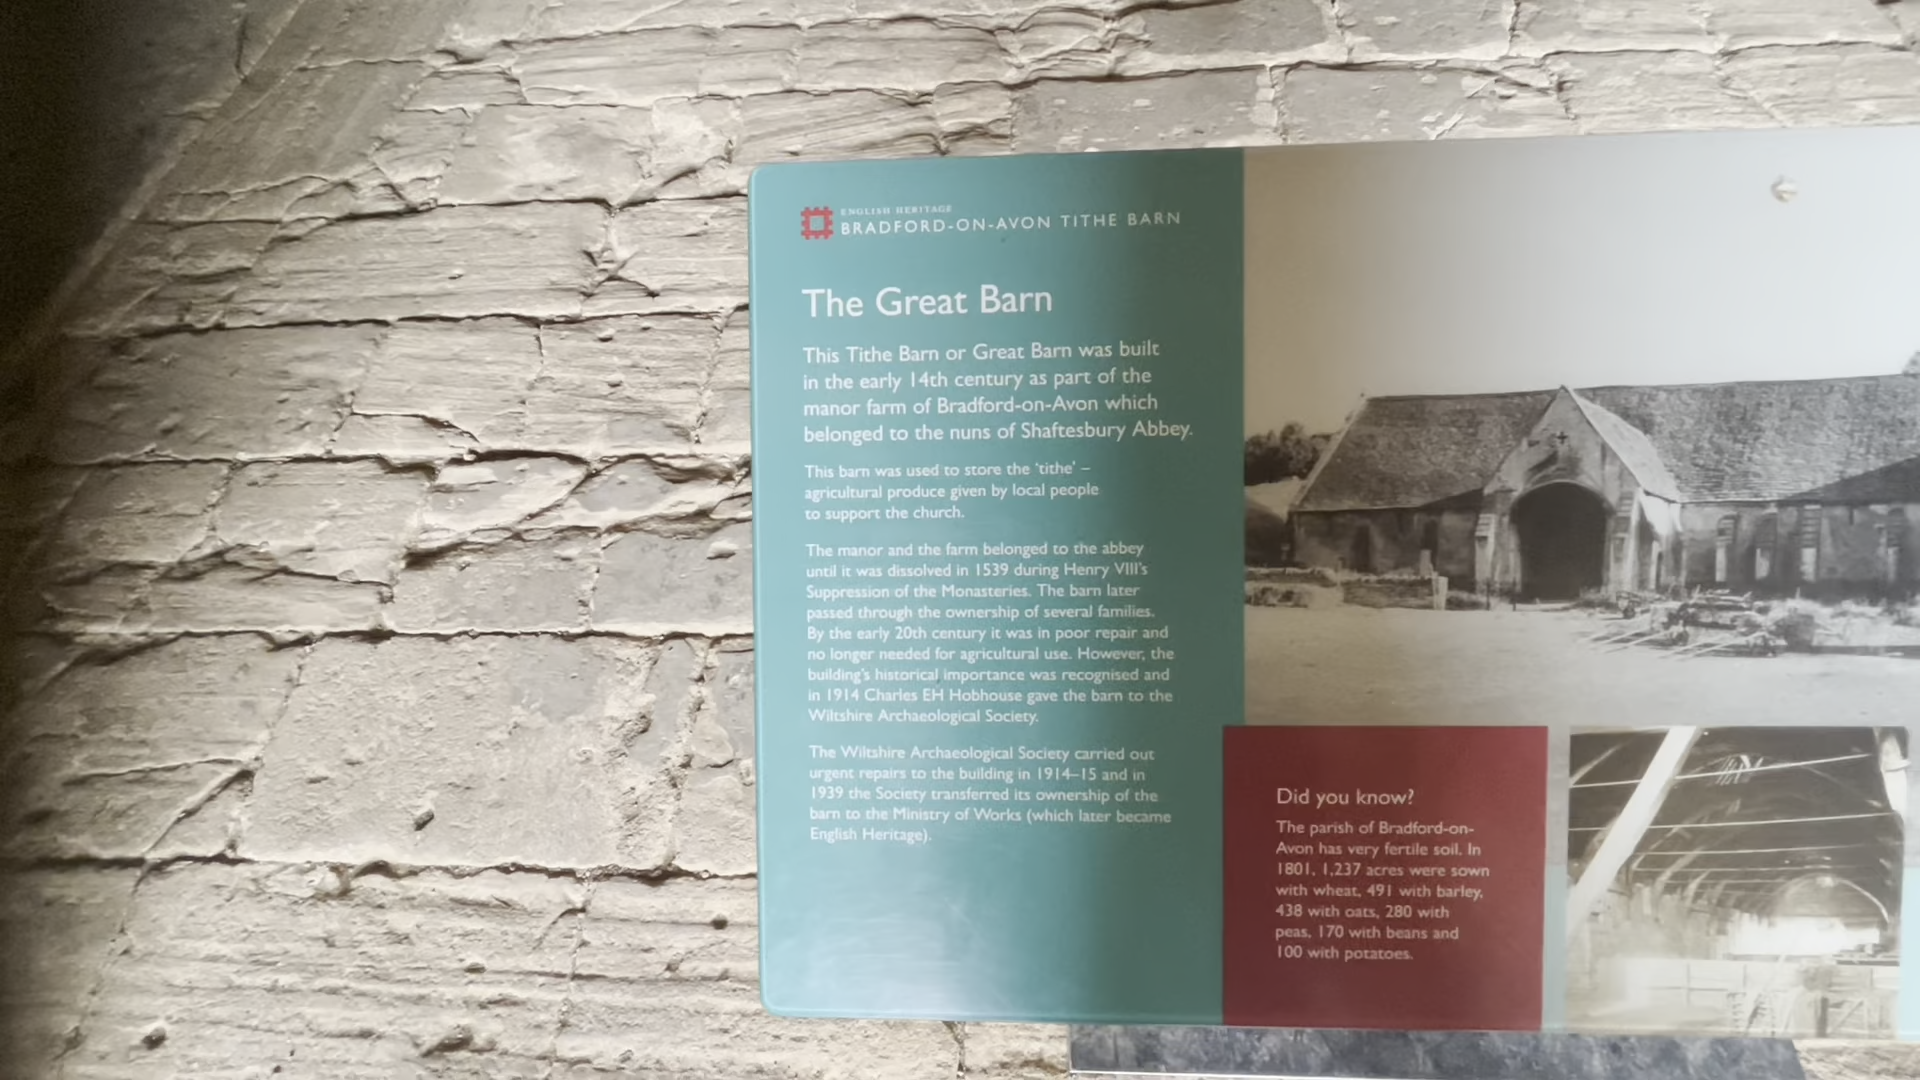 ENGLISH HERITAGE
BRADFORD-ON-AVON TITHE BARN
The Great Barn
This Tithe Barn or Great Barn was built
in the early 14th century as part of the
manor farm of Bradford-on-Avon which
belonged to the nuns of Shaftesbury Abbey.
This barn was used to store the 'tithe' –
agricultural produce given by local people
to support the church.
The manor and the farm belonged to the abbey
until it was dissolved in 1539 during Henry VIII's
Suppression of the Monasteries. The barn later
passed through the ownership of several families.
By the early 20th century it was in poor repair and
no longer needed for agricultural use. However, the
building's historical importance was recognised and
in 1914 Charles EH Hobhouse gave the barn to the
Wiltshire Archaeological Society.
The Wiltshire Archaeological Society carried out
urgent repairs to the building in 1914–15 and in
1939 the Society transferred its ownership of the
barn to the Ministry of Works (which later became
English Heritage).
Did you know?
The parish of Bradford-on-
Avon has very fertile soil. In
1801, 1,237 acres were sown
with wheat, 491 with barley,
438 with oats, 280 with
peas, 170 with beans and
100 with potatoes.